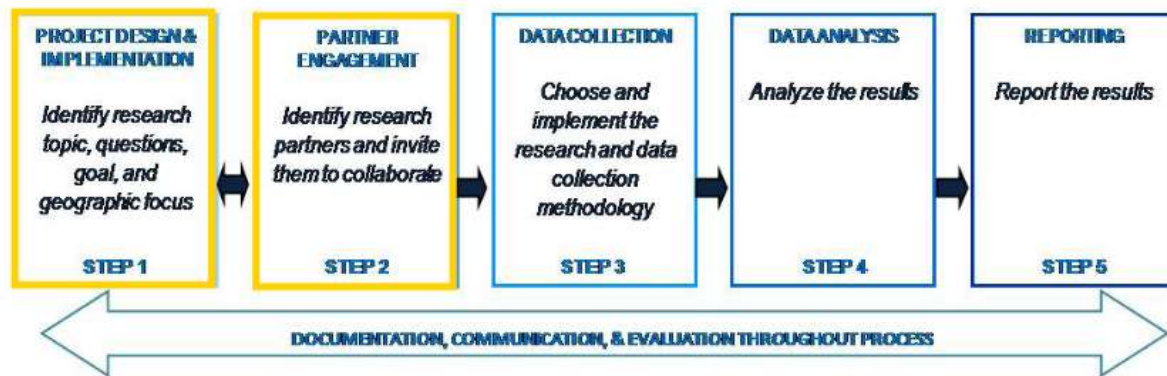 PROJECT DESIGN &
IMPLEMENTATION
Identify research
topic, questions,
goal, and
geographic focus
STEP 1
PARTNER
ENGAGEMENT
Identify research
partners and invite
them to collaborate
STEP 2
DATA COLLECTION
Choose and
implement the
research and data
collection
methodology
STEP 3
DATA ANALYSIS
Analyze the results
STEP 4
REPORTING
Report the results
STEP 5
DOCUMENTATION, COMMUNICATION, & EVALUATION THROUGHOUT PROCESS